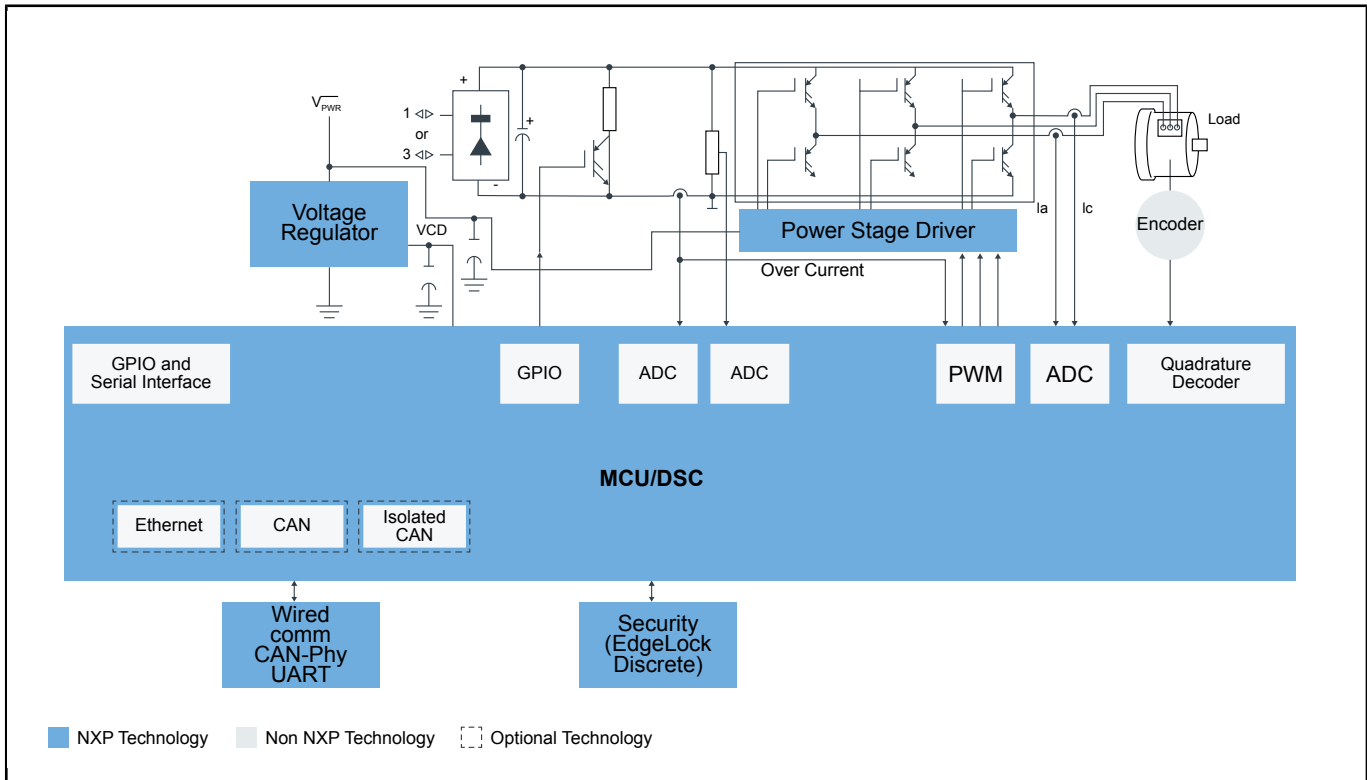 +
V PWR
1
or
3
+
-
Load
Voltage
Regulator
VCD
Ia
Ic
Power Stage Driver
Encoder
Over Current
GPIO and
Serial Interface
GPIO
ADC
ADC
PWM
ADC
Quadrature
Decoder
MCU/DSC
Ethernet
CAN
Isolated
CAN
Wired
comm
CAN-Phy
UART
Security
(EdgeLock
Discrete)
NXP Technology
Non NXP Technology
Optional Technology